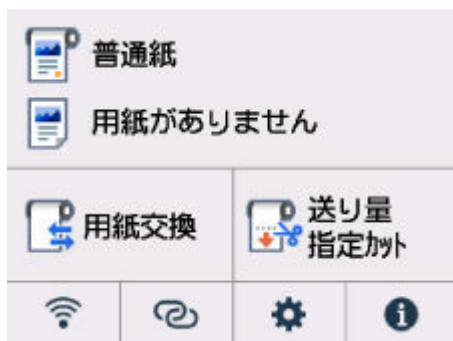 普通紙
用紙がありません
用紙交換
送り量
指定ｶｯﾄ